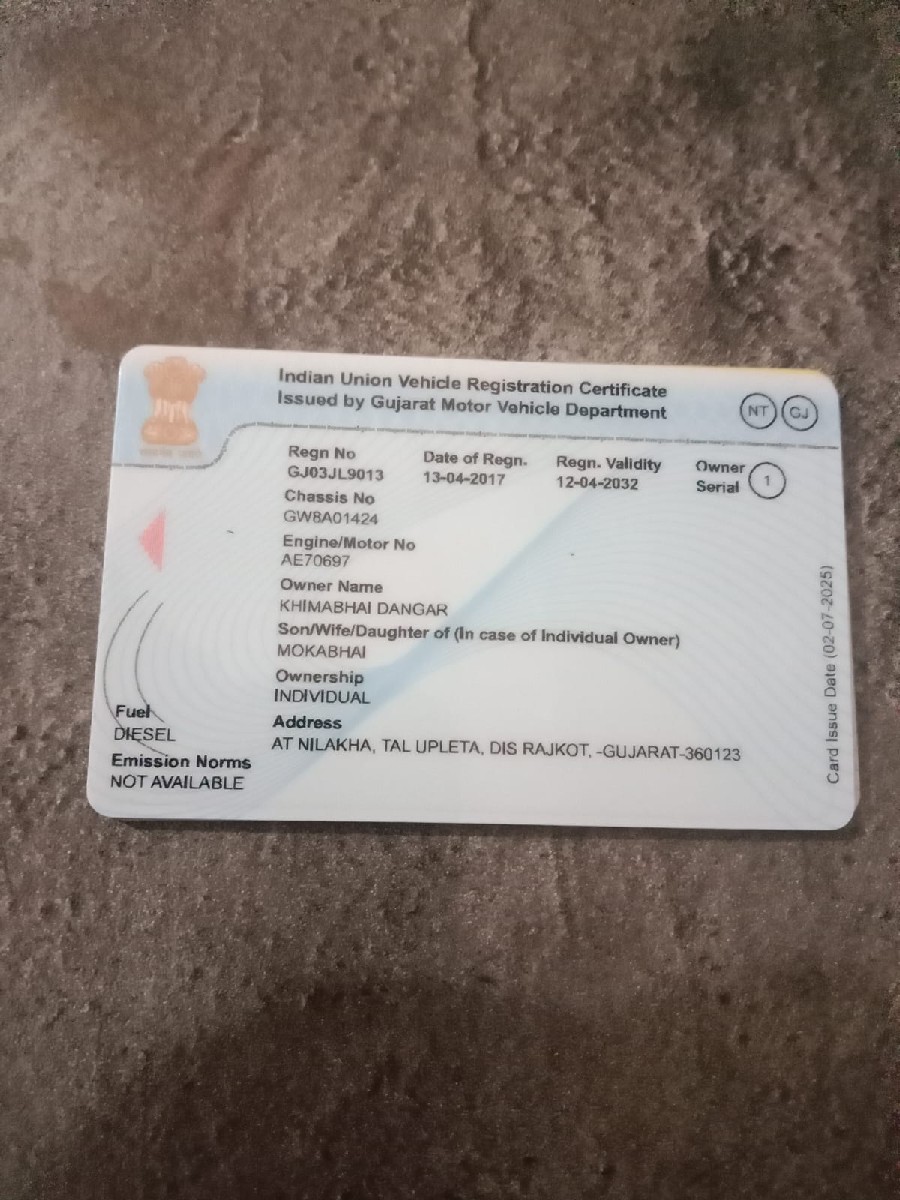 Indian Union Vehicle Registration Certificate
Issued by Gujarat Motor Vehicle Department
NT GJ
Regn No
GJ03JL9013
Date of Regn.
13-04-2017
Regn. Validity
12-04-2032
Owner
Serial
1
Chassis No
GW8A01424
Engine/Motor No
AE70697
Owner Name
KHIMABHAI DANGAR
Son/Wife/Daughter of (In case of Individual Owner)
MOKABHAI
Ownership
INDIVIDUAL
Address
AT NILAKHA, TAL UPLETA, DIS RAJKOT, -GUJARAT-360123
Fuel
DIESEL
Emission Norms
NOT AVAILABLE
Card Issue Date (02-07-2025)